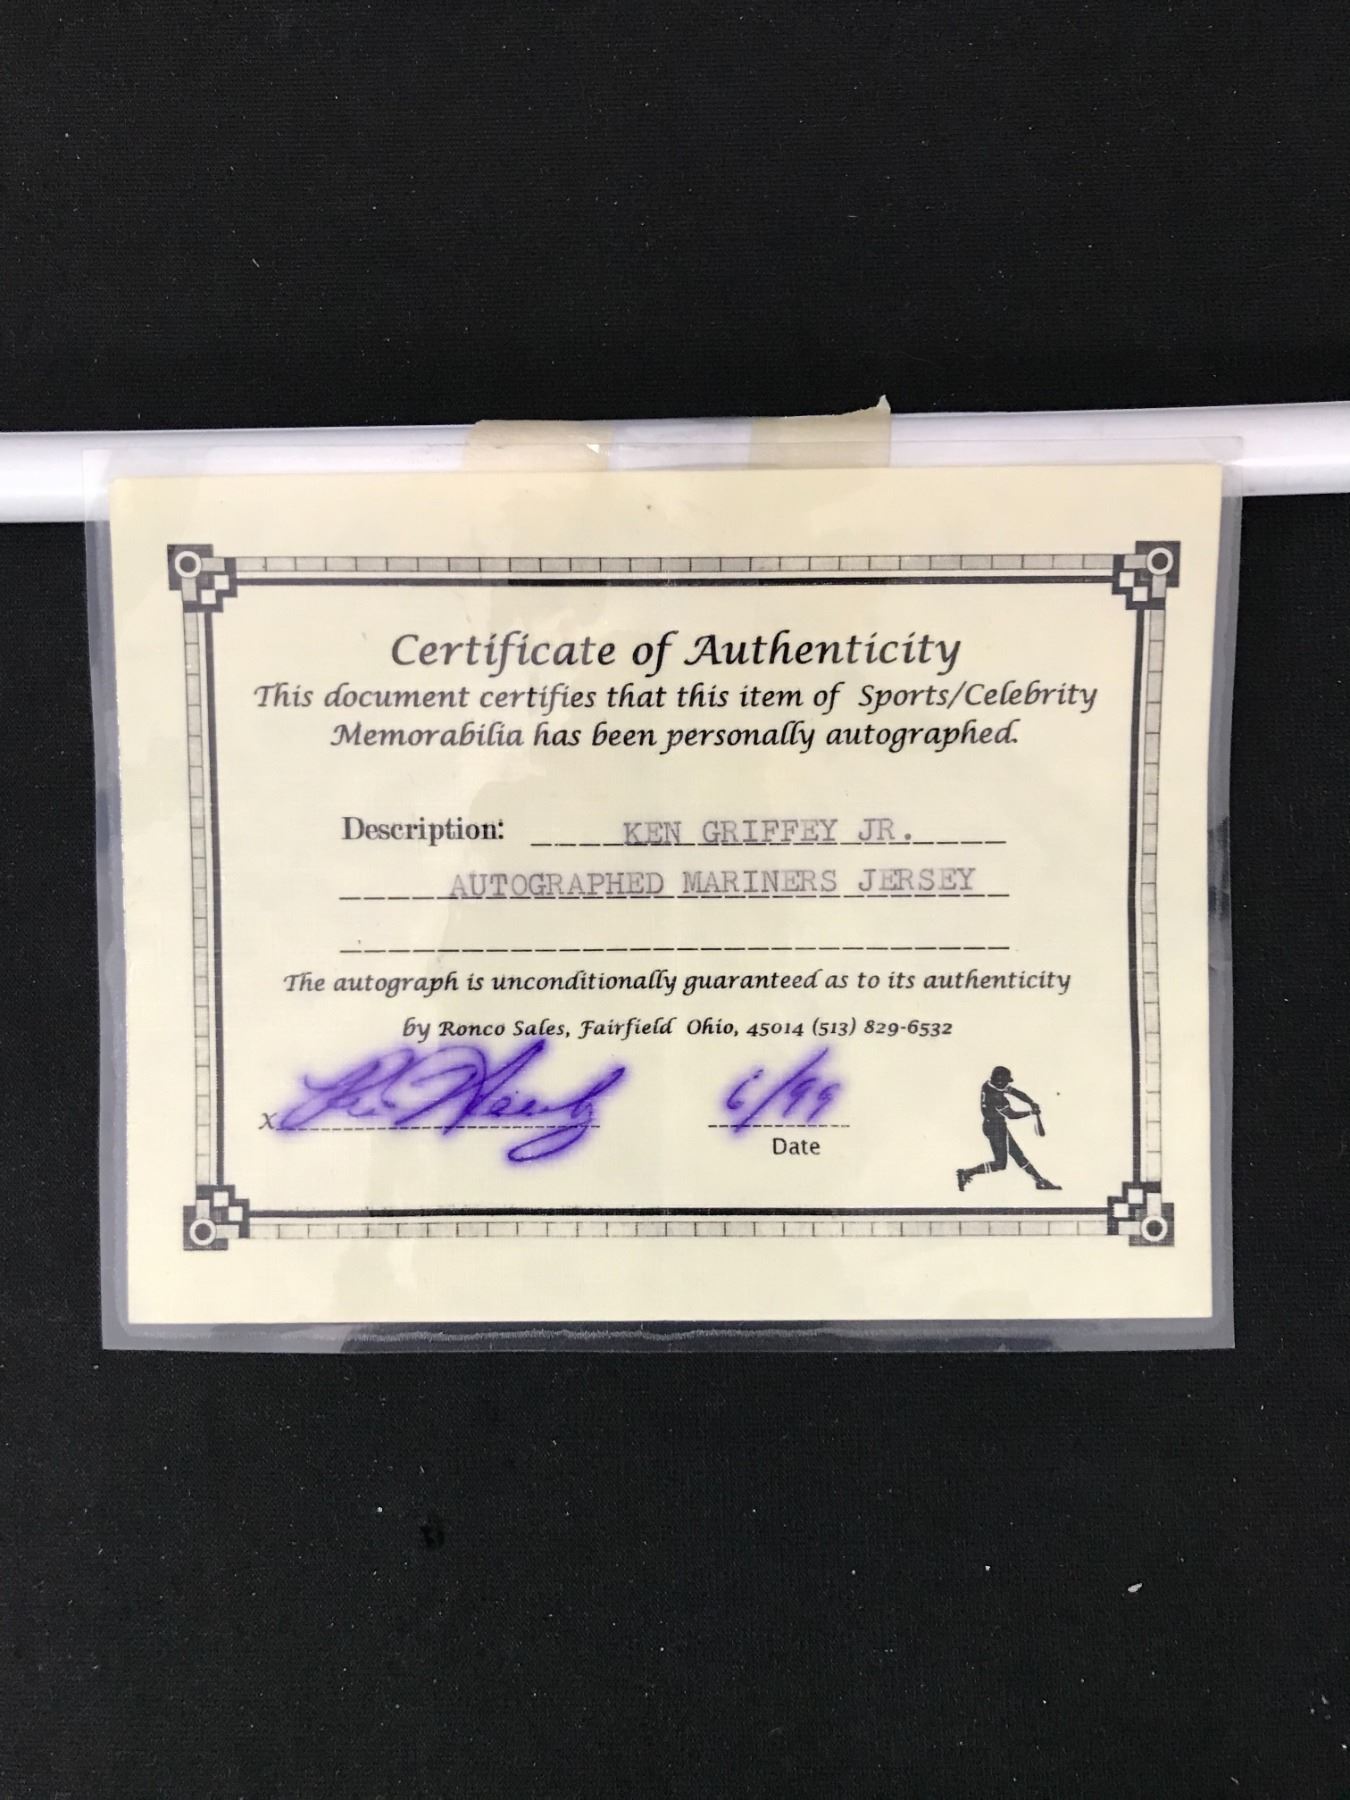 Certificate of Authenticity
This document certifies that this item of Sports/Celebrity
Memorabilia has been personally autographed.
Description: KEN GRIFFEY JR.
AUTOGRAPHED MARINERS JERSEY
The autograph is unconditionally guaranteed as to its authenticity
by Ronco Sales, Fairfield Ohio, 45014 (513) 829-6532
x 6/99
Date